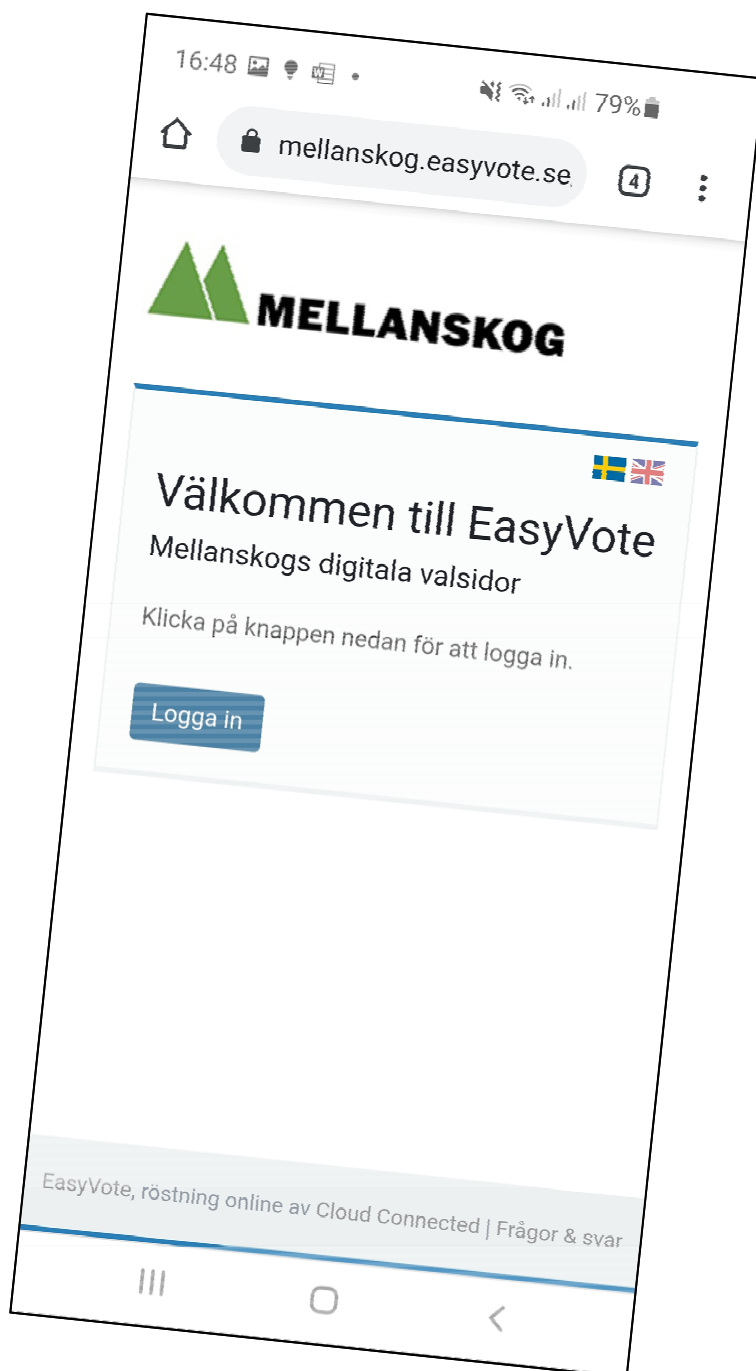 16:48 79%
mellanskog.easyvote.se
4
MELLANSKOG
Välkommen till EasyVote
Mellanskogs digitala valsidor
Klicka på knappen nedan för att logga in.
Logga in
EasyVote, röstning online av Cloud Connected | Frågor & svar